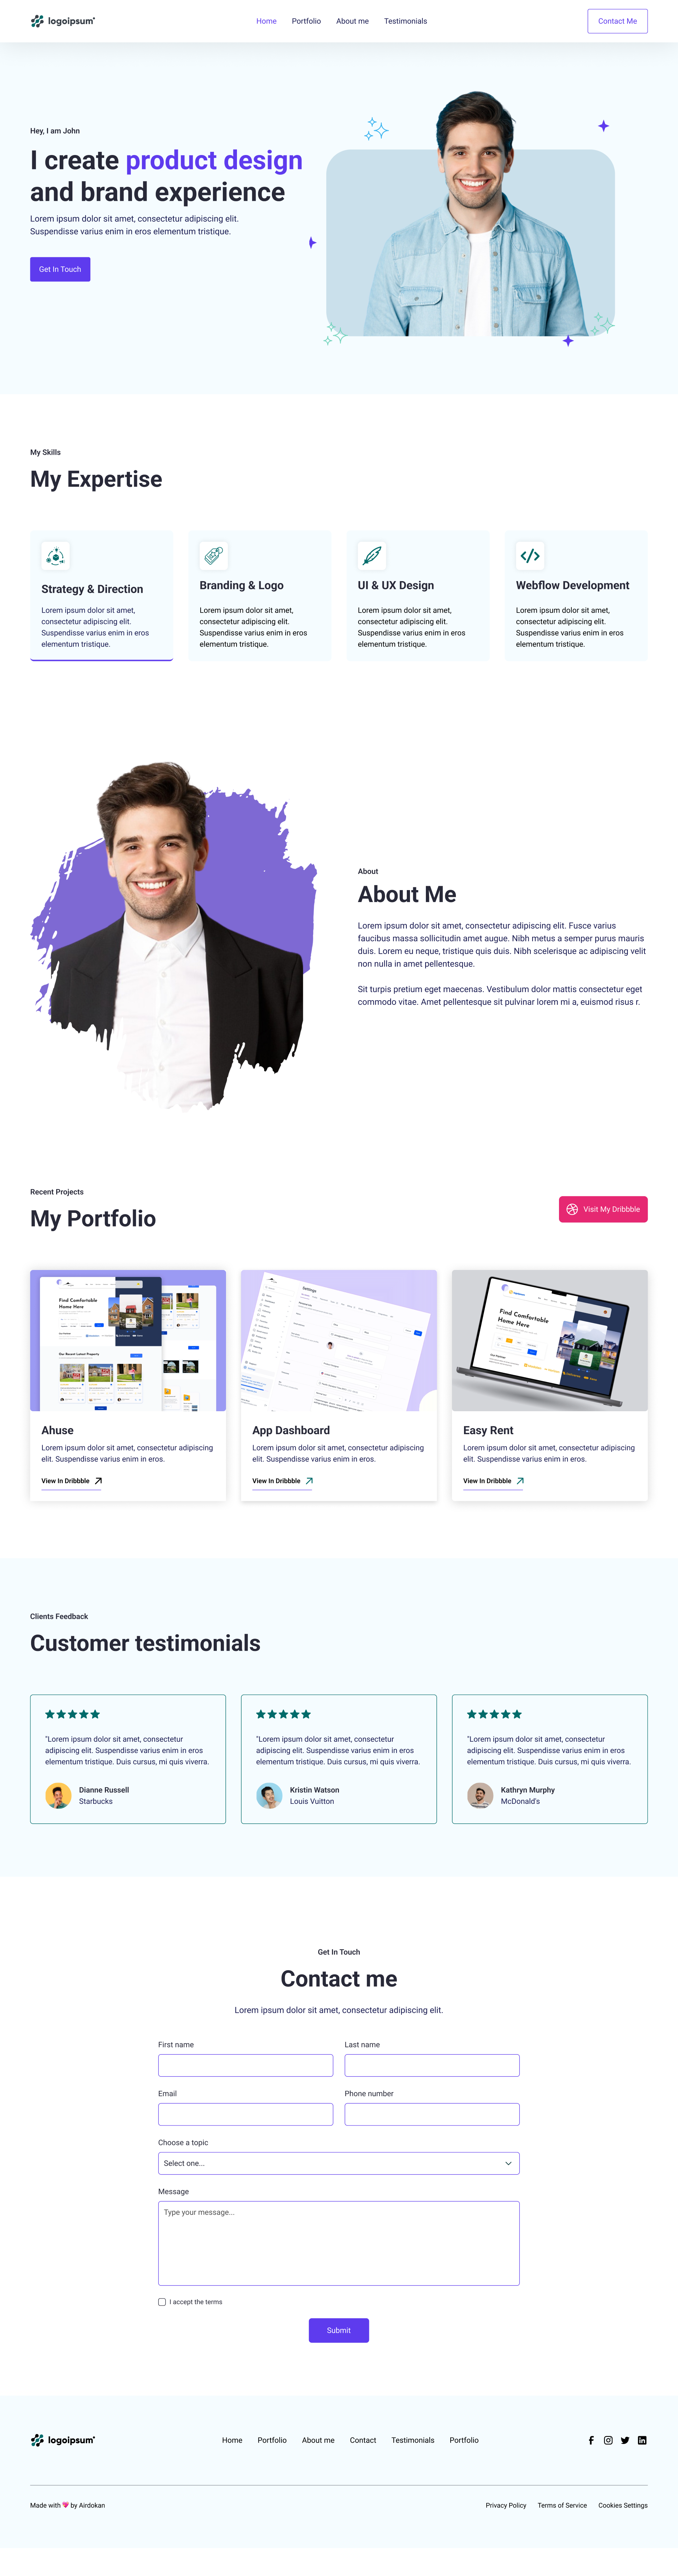 logoipsum
Home
Portfolio
About me
Testimonials
Contact Me
Hey, I am John
I create product design
and brand experience
Lorem ipsum dolor sit amet, consectetur adipiscing elit.
Suspendisse varius enim in eros elementum tristique.
Get In Touch
My Skills
My Expertise
Strategy & Direction
Lorem ipsum dolor sit amet,
consectetur adipiscing elit.
Suspendisse varius enim in eros
elementum tristique.
Branding & Logo
Lorem ipsum dolor sit amet,
consectetur adipiscing elit.
Suspendisse varius enim in eros
elementum tristique.
UI & UX Design
Lorem ipsum dolor sit amet,
consectetur adipiscing elit.
Suspendisse varius enim in eros
elementum tristique.
Webflow Development
Lorem ipsum dolor sit amet,
consectetur adipiscing elit.
Suspendisse varius enim in eros
elementum tristique.
About
About Me
Lorem ipsum dolor sit amet, consectetur adipiscing elit. Fusce varius
faucibus massa sollicitudin amet augue. Nibh metus a semper purus mauris
duis. Lorem eu neque, tristique quis duis. Nibh scelerisque ac adipiscing velit
non nulla in amet pellentesque.
Sit turpis pretium eget maecenas. Vestibulum dolor mattis consectetur eget
commodo vitae. Amet pellentesque sit pulvinar lorem mi a, euismod risus r.
Recent Projects
My Portfolio
Visit My Dribbble
Find Comfortable
Home Here
Our Recent Latest Property
Ahuse
Lorem ipsum dolor sit amet, consectetur adipiscing
elit. Suspendisse varius enim in eros.
View In Dribbble
Settings
App Dashboard
Lorem ipsum dolor sit amet, consectetur adipiscing
elit. Suspendisse varius enim in eros.
View In Dribbble
Find Comfortable
Home Here
Easy Rent
Lorem ipsum dolor sit amet, consectetur adipiscing
elit. Suspendisse varius enim in eros.
View In Dribbble
Clients Feedback
Customer testimonials
"Lorem ipsum dolor sit amet, consectetur
adipiscing elit. Suspendisse varius enim in eros
elementum tristique. Duis cursus, mi quis viverra.
Dianne Russell
Starbucks
"Lorem ipsum dolor sit amet, consectetur
adipiscing elit. Suspendisse varius enim in eros
elementum tristique. Duis cursus, mi quis viverra.
Kristin Watson
Louis Vuitton
"Lorem ipsum dolor sit amet, consectetur
adipiscing elit. Suspendisse varius enim in eros
elementum tristique. Duis cursus, mi quis viverra.
Kathryn Murphy
McDonald's
Get In Touch
Contact me
Lorem ipsum dolor sit amet, consectetur adipiscing elit.
First name
Last name
Email
Phone number
Choose a topic
Select one...
Message
Type your message...
I accept the terms
Submit
logoipsum
Home
Portfolio
About me
Contact
Testimonials
Portfolio
Made with 💖 by Airdokan
Privacy Policy
Terms of Service
Cookies Settings